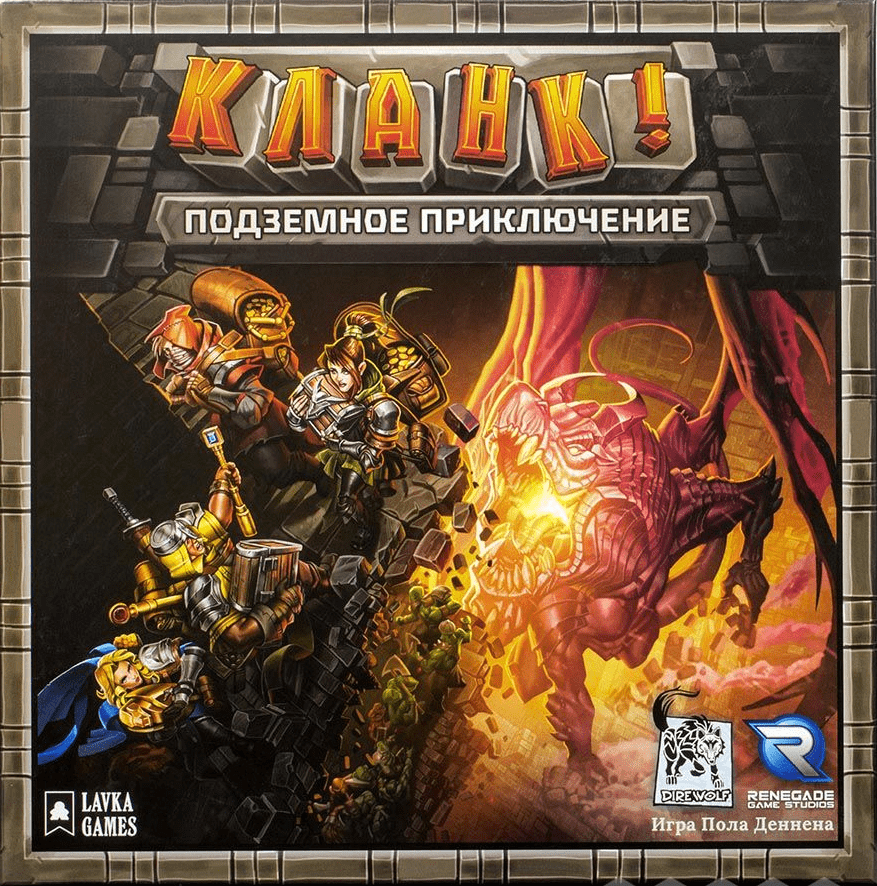 КЛАНК!
ПОДЗЕМНОЕ ПРИКЛЮЧЕНИЕ
LAVKA
GAMES
DIREWOLF
RENEGADE
GAME STUDIOS
Игра Пола Деннена